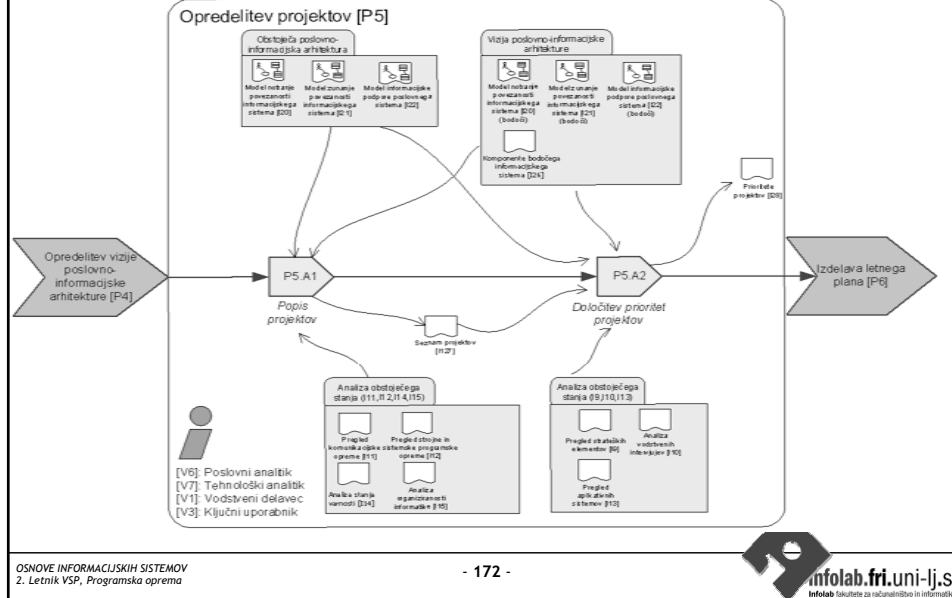 Opredelitev projektov [P5]
Obstoječa poslovno-
informacijska arhitektura
Model notranje
povezanosti
informacijskega
sistema [I20]
Model zunanje
povezanosti
informacijskega
sistema [I21]
Model informacijske
podpore poslovnega
sistema [I22]
Vizija poslovno-informacijske
arhitekture
Model notranje
povezanosti
informacijskega
sistema [I20]
(bodoči)
Model zunanje
povezanosti
informacijskega
sistema [I21]
(bodoči)
Model informacijske
podpore poslovnega
sistema [I22]
(bodoči)
Komponente bodočega
informacijskega
sistema [I26]
Prioritete
projektov [I28]
Opredelitev vizije
poslovno-
informacijske
arhitekture [P4]
P5.A1
Popis
projektov
P5.A2
Določitev prioritet
projektov
Izdelava letnega
plana [P6]
Seznam projektov
[I127]
Analiza obstoječega
stanja (I11,I12,I14,I15)
Pregled
komunikacijske
opreme [I11]
Pregled strojne in
sistemske programske
opreme [I12]
Analiza stanja
varnosti [I14]
Analiza
organiziranosti
informatike [I15]
Analiza obstoječega
stanja (I9,I10,I13)
Pregled strateških
elementov [I9]
Analiza
vodstvenih
intervjujev [I10]
Pregled
aplikativnih
sistemov [I13]
[V6]: Poslovni analitik
[V7]: Tehnološki analitik
[V1]: Vodstveni delavec
[V3]: Ključni uporabnik
OSNOVE INFORMACIJSKIH SISTEMOV
2. Letnik VSP, Programska oprema
- 172 -
infolab.fri.uni-lj.s
Infolab fakultete za računalništvo in informatik